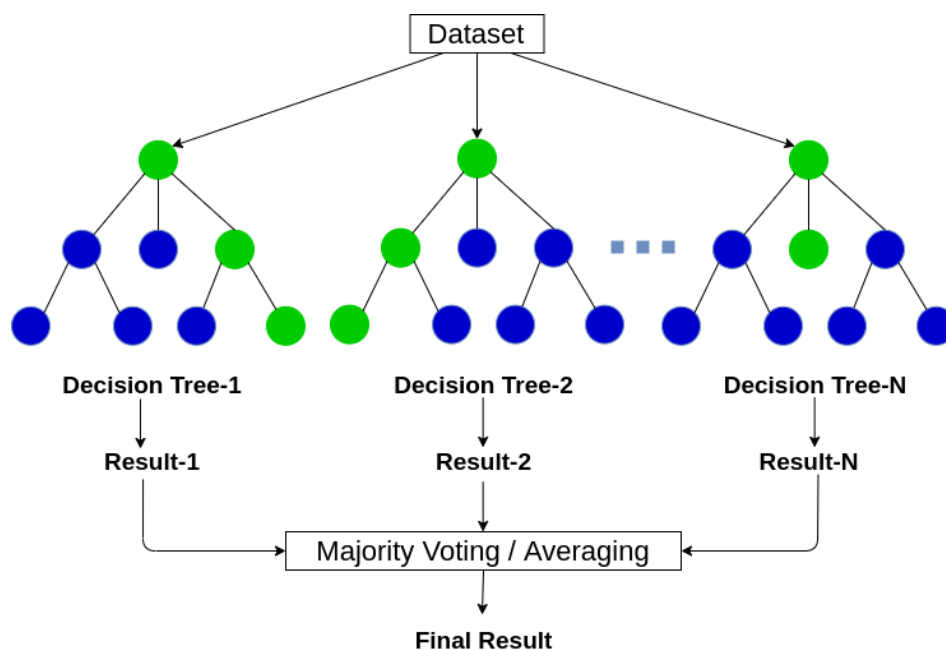 Dataset
Decision Tree-1
Decision Tree-2
Decision Tree-N
Result-1
Result-2
Result-N
Majority Voting / Averaging
Final Result